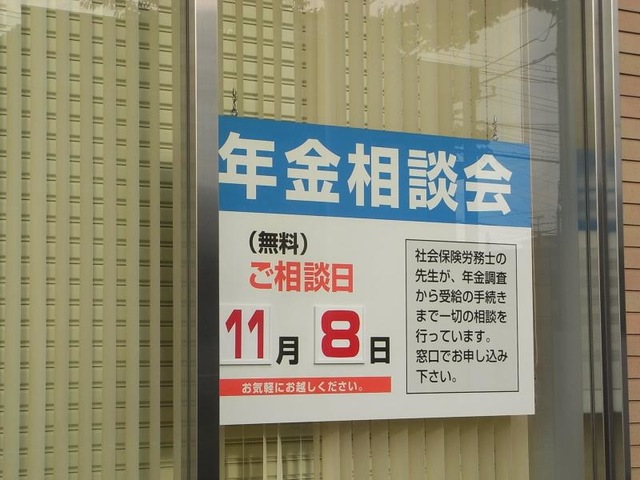 年金相談会
（無料）
ご相談日
11月8日
お気軽にお越しください。
社会保険労務士の
先生が、年金調査
から受給の手続き
まで一切の相談を
行っています。
窓口でお申し込み
下さい。